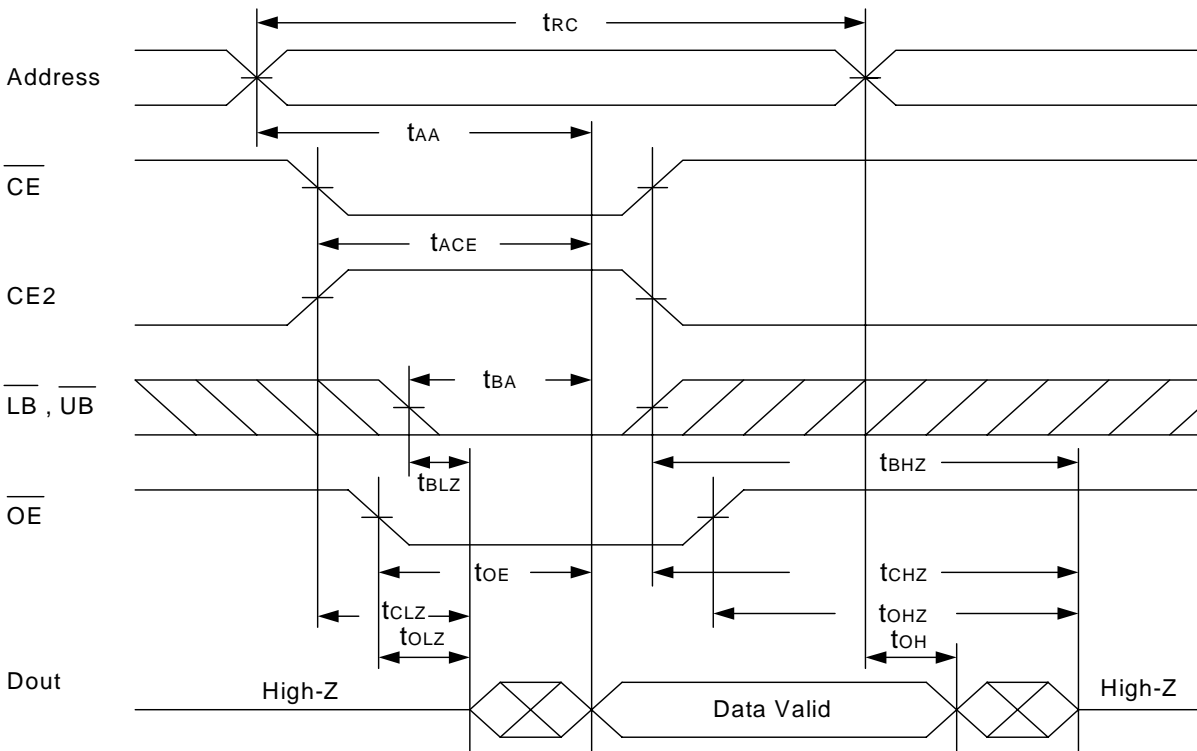 tRC
Address
tAA
CE
tACE
CE2
tBA
LB , UB
tBHZ
tBLZ
OE
tOE
tCHZ
tCLZ
tOHZ
tOLZ
tOH
Dout
High-Z
Data Valid
High-Z